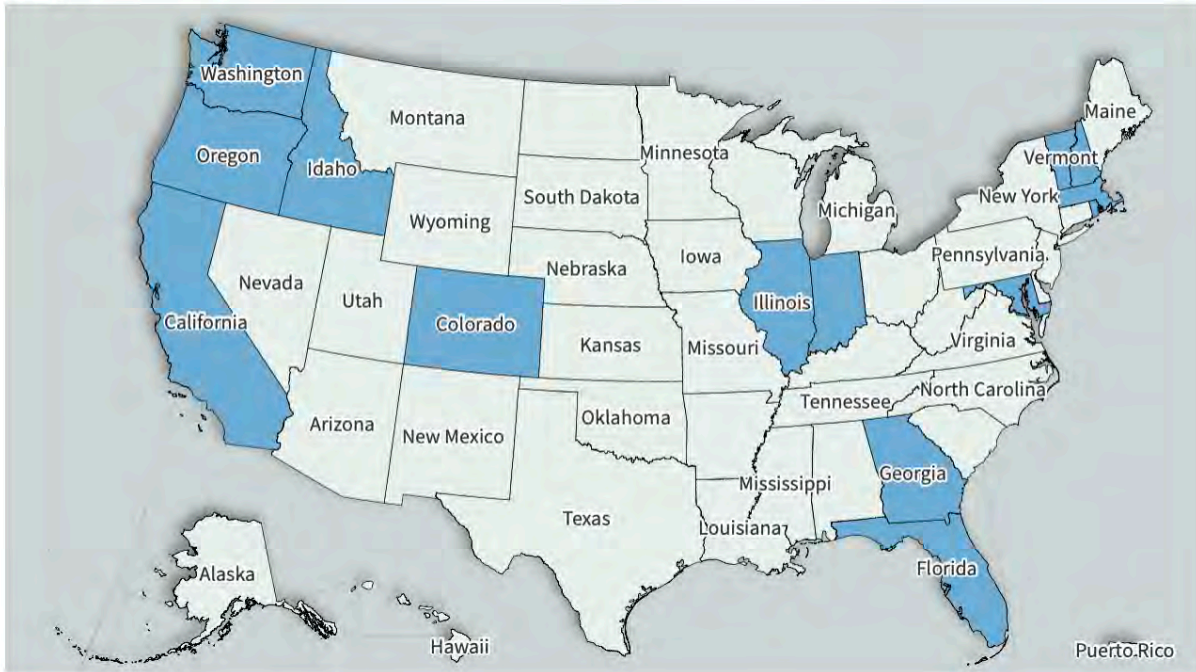 Washington
Montana
Maine
Minnesota
Oregon
Vermont
Idaho
South Dakota
New York
Michigan
Wyoming
Pennsylvania
Iowa
Nebraska
Nevada
Utah
Illinois
California
Colorado
Virginia
Kansas
Missouri
North Carolina
Tennessee
Oklahoma
Arizona
New Mexico
Georgia
Mississippi
Texas
Louisiana
Florida
Alaska
Hawaii
Puerto Rico